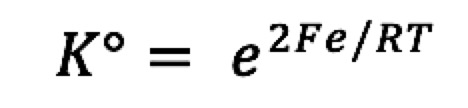 K° = e^{2Fe/RT}